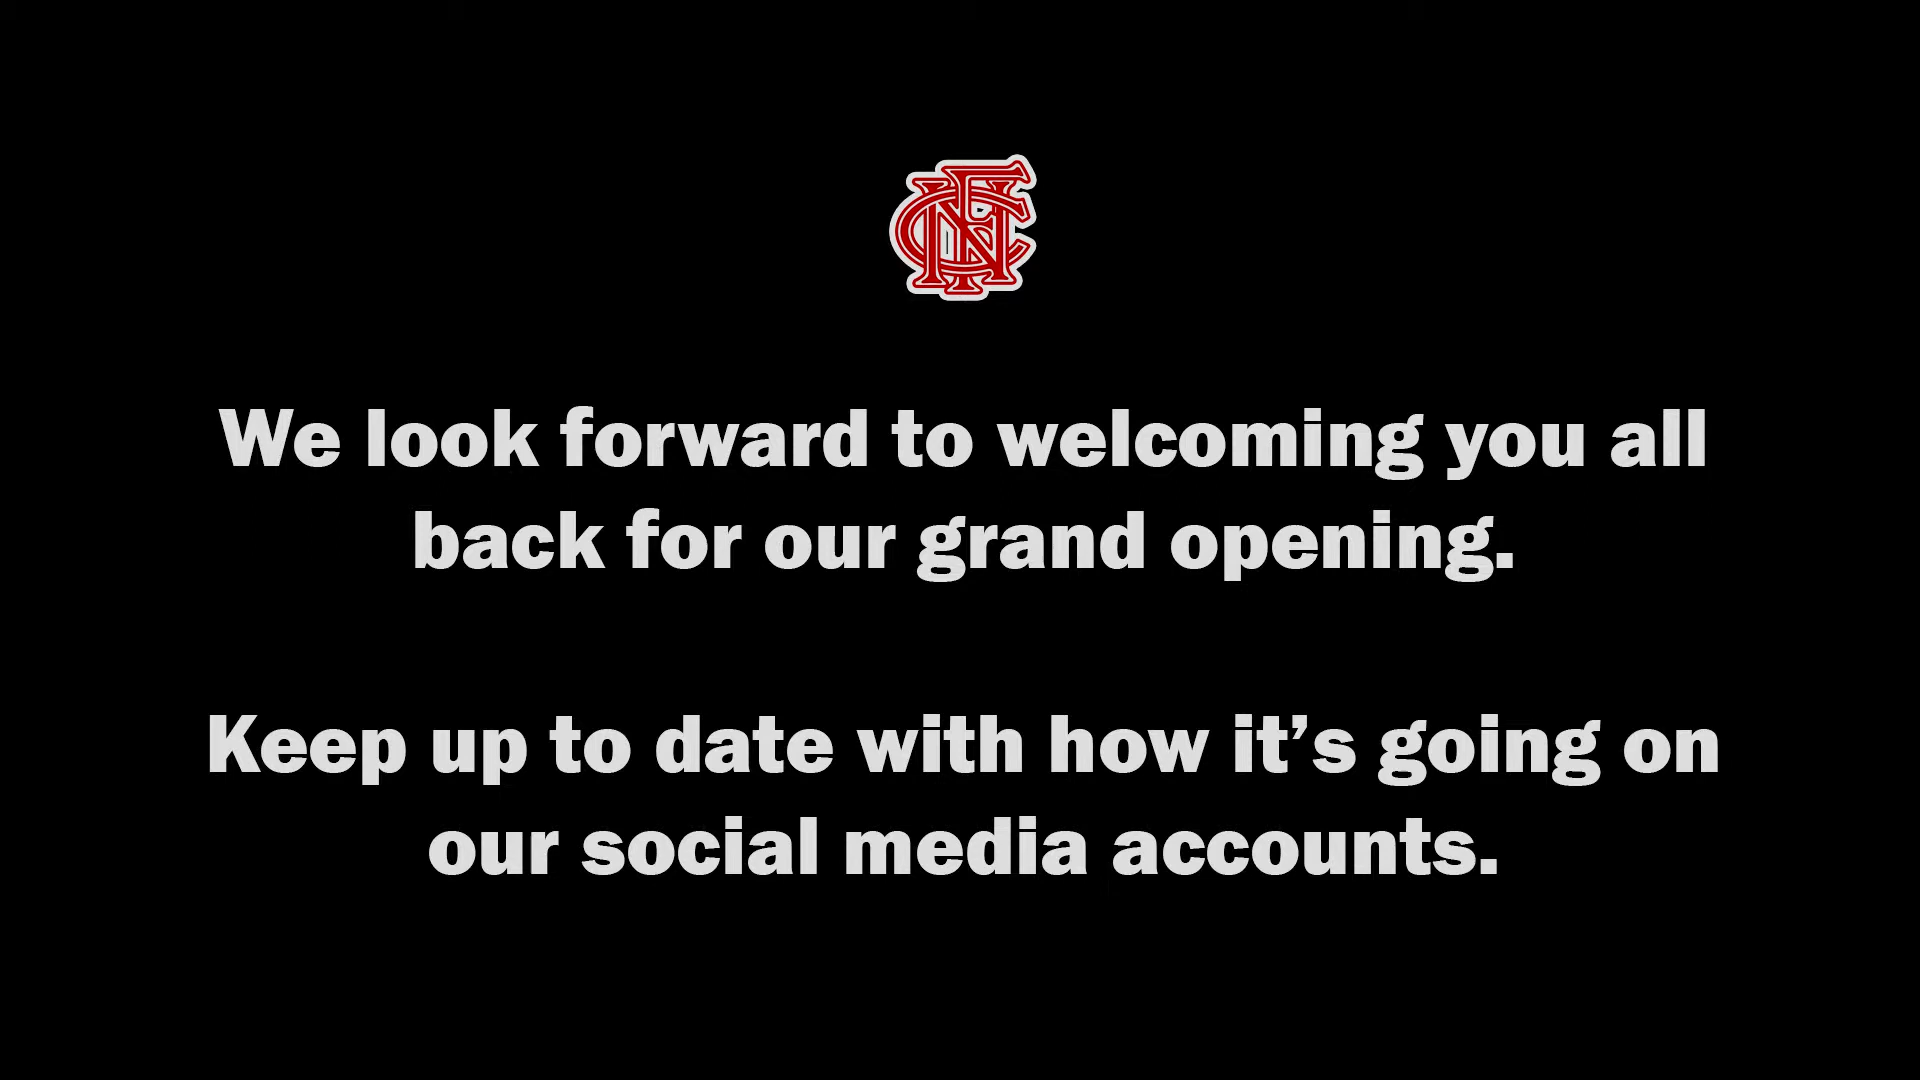 We look forward to welcoming you all
back for our grand opening.
Keep up to date with how it’s going on
our social media accounts.